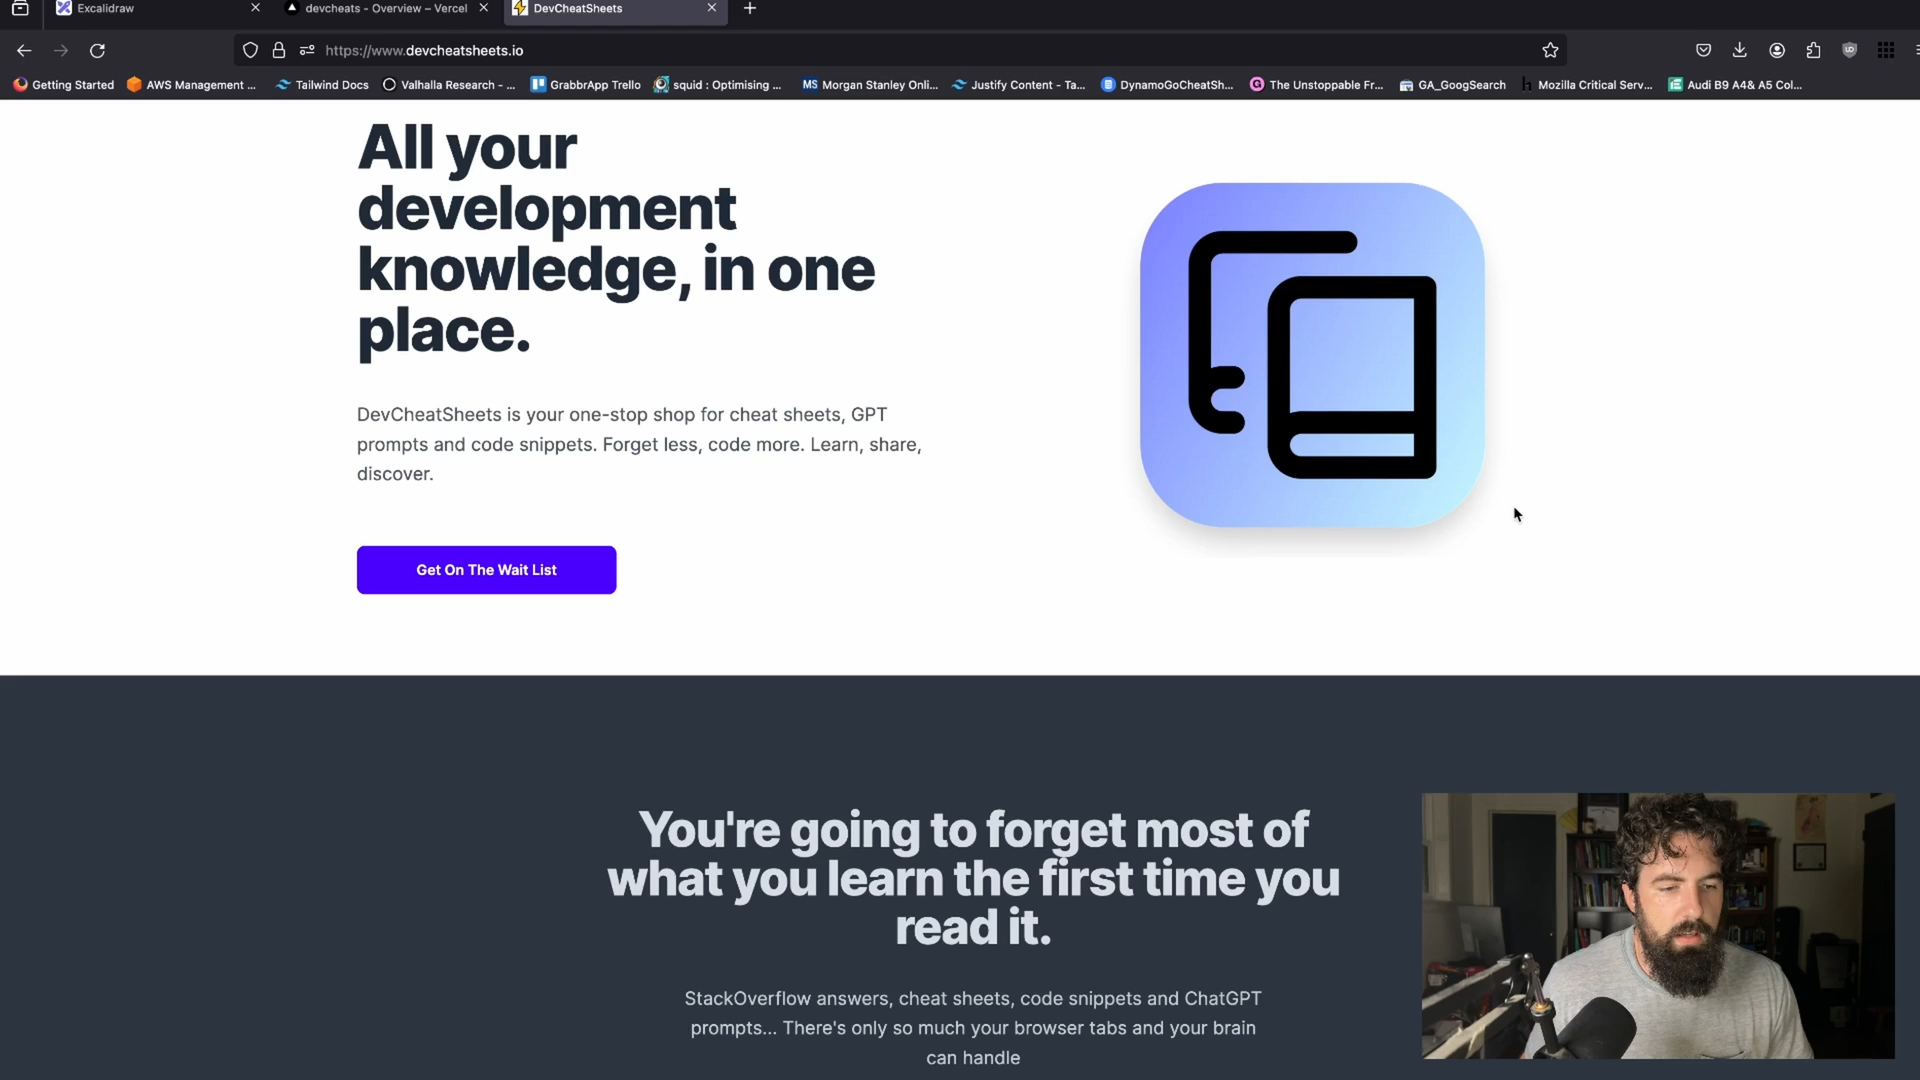 Excalidraw
devcheats - Overview – Vercel
DevCheatSheets
https://www.devcheatsheets.io
Getting Started
AWS Management ...
Tailwind Docs
Valhalla Research - ...
GrabbrApp Trello
squid : Optimising ...
MS Morgan Stanley Onli...
Justify Content - Ta...
DynamoGoCheatSh...
The Unstoppable Fr...
GA_GoogSearch
h Mozilla Critical Serv...
Audi B9 A4& A5 Col...
All your
development
knowledge, in one
place.
DevCheatSheets is your one-stop shop for cheat sheets, GPT
prompts and code snippets. Forget less, code more. Learn, share,
discover.
Get On The Wait List
You're going to forget most of
what you learn the first time you
read it.
StackOverflow answers, cheat sheets, code snippets and ChatGPT
prompts... There's only so much your browser tabs and your brain
can handle